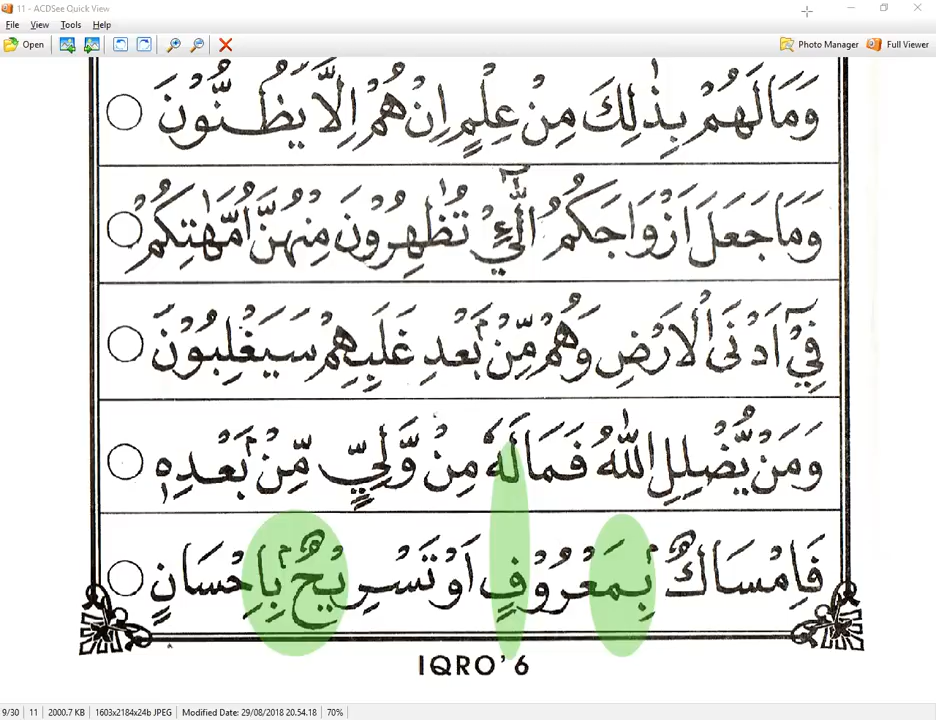 11 - ACDSee Quick View
File View Tools Help
Open Photo Manager Full Viewer
وَمَالَهُمْ بِذٰلِكَ مِنْ عِلْمٍ اِنْ هُمْ اِلَّا يَظُنُّوْنَ
وَمَا جَعَلَ اَزْوَاجَكُمُ الّٰٓـِٔيْ تُظٰهِرُوْنَ مِنْهُنَّ اُمَّهٰتِكُمْ
فِيْٓ اَدْنَى الْاَرْضِ وَهُمْ مِّنْۢ بَعْدِ غَلَبِهِمْ سَيَغْلِبُوْنَ
وَمَنْ يُّضْلِلِ اللّٰهُ فَمَالَهٗ مِنْ وَّلِيٍّ مِّنْۢ بَعْدِهٖ
فَاِمْسَاكٌۢ بِمَعْرُوْفٍ اَوْ تَسْرِيْحٌۢ بِاِحْسَانٍ
IQRO' 6
9/30 11 2000.7 KB 1603x2184x24b JPEG Modified Date: 29/08/2018 20.54.18 70%